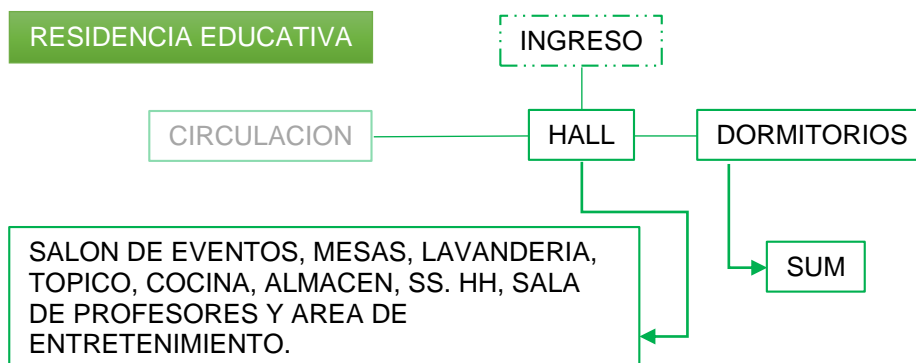 RESIDENCIA EDUCATIVA
INGRESO
CIRCULACION
HALL
DORMITORIOS
SALON DE EVENTOS, MESAS, LAVANDERIA,
TOPICO, COCINA, ALMACEN, SS. HH, SALA
DE PROFESORES Y AREA DE
ENTRETENIMIENTO.
SUM